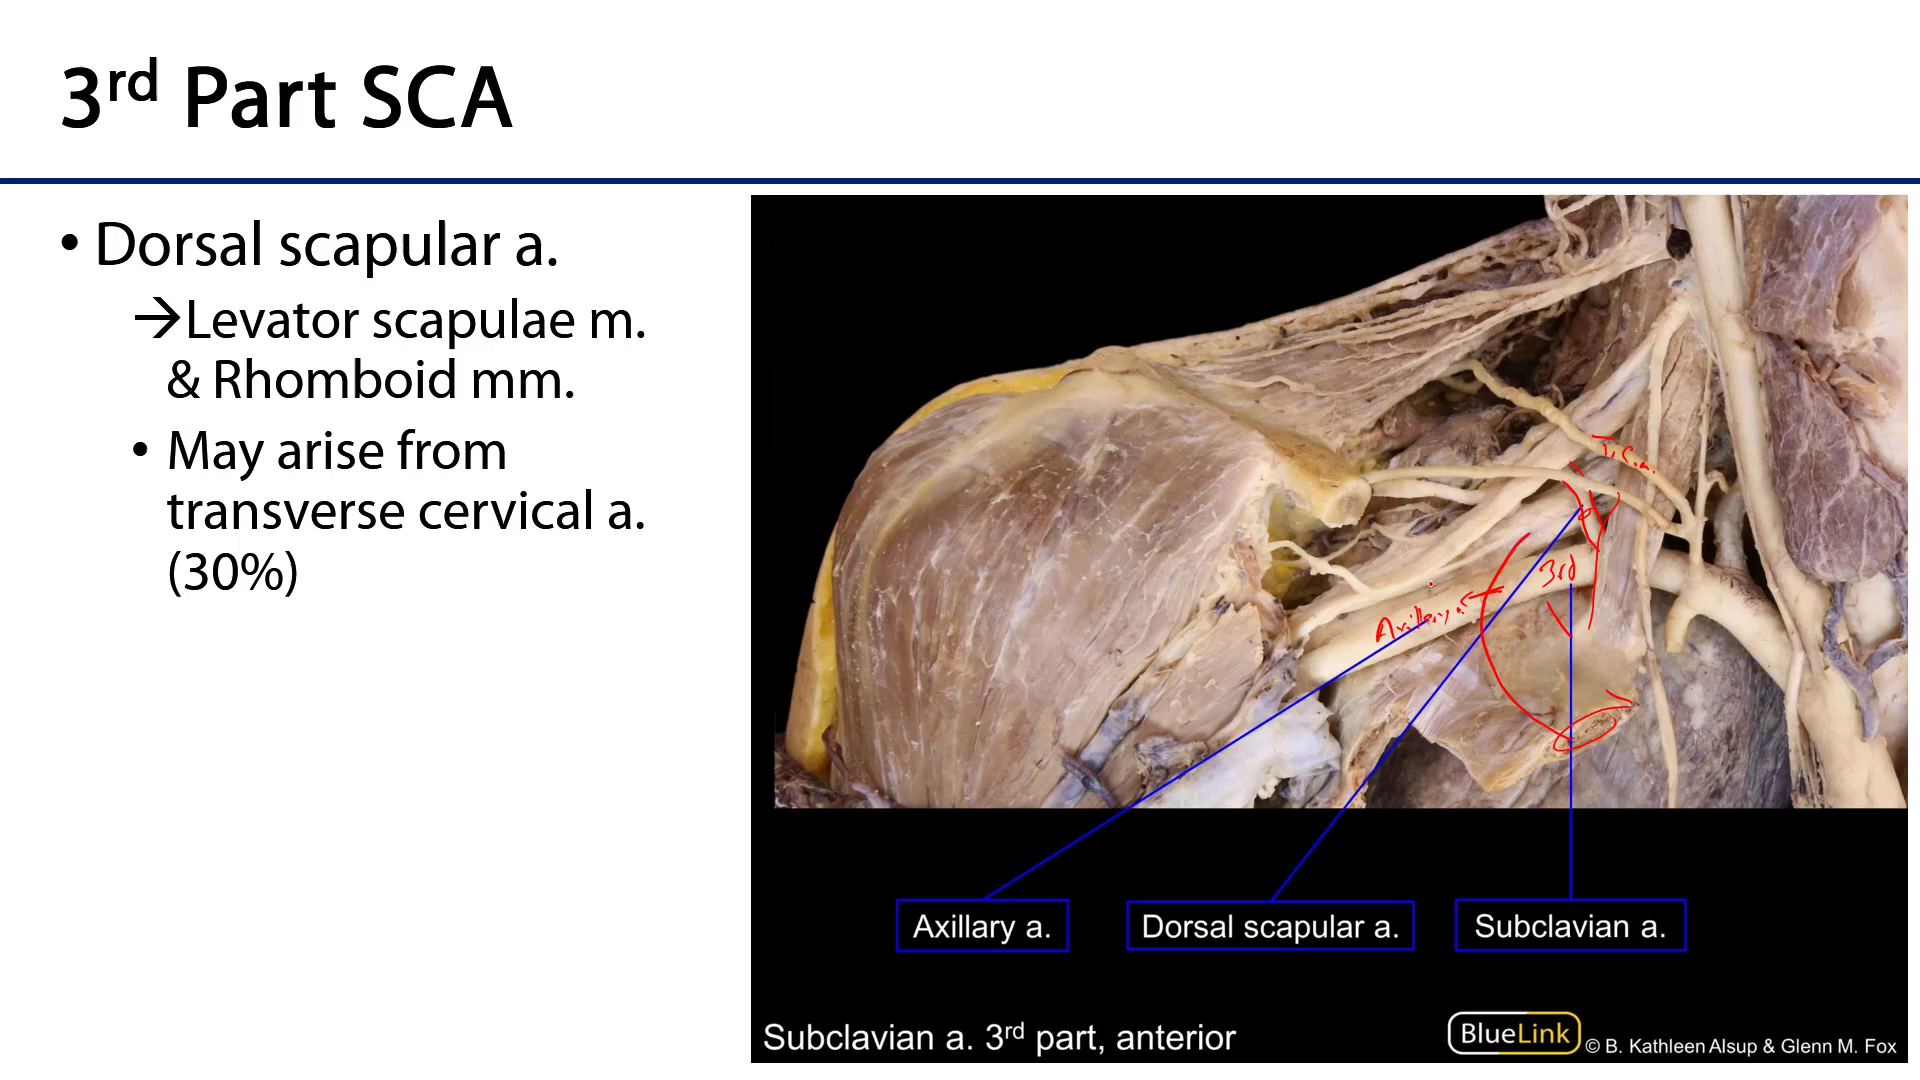 3rd Part SCA
• Dorsal scapular a.
→Levator scapulae m.
& Rhomboid mm.
• May arise from
transverse cervical a.
(30%)
T.C.a.
3rd
Axillary a.
Axillary a.
Dorsal scapular a.
Subclavian a.
Subclavian a. 3rd part, anterior
BlueLink
© B. Kathleen Alsup & Glenn M. Fox